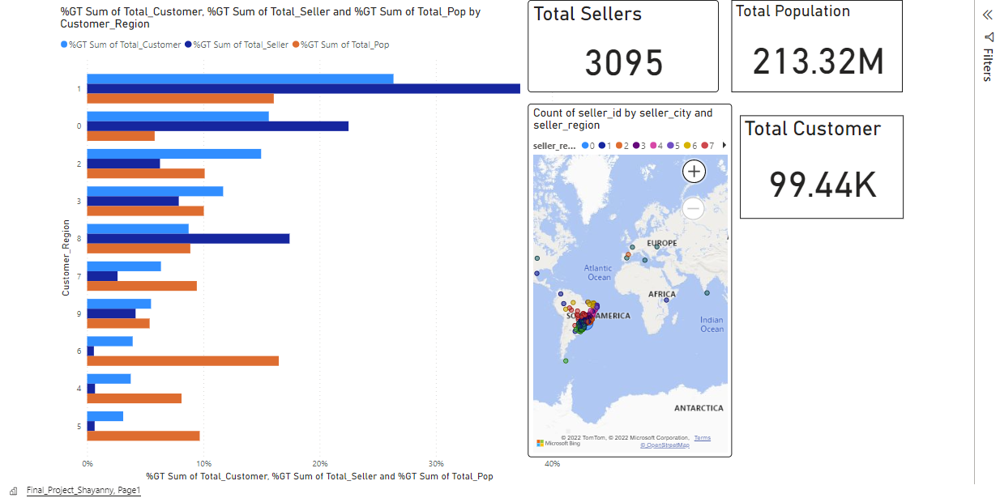 %GT Sum of Total_Customer, %GT Sum of Total_Seller and %GT Sum of Total_Pop by
Customer_Region
%GT Sum of Total_Customer %GT Sum of Total_Seller %GT Sum of Total_Pop
Customer_Region
1
0
2
3
8
7
9
6
4
5
0% 10% 20% 30% 40%
%GT Sum of Total_Customer, %GT Sum of Total_Seller and %GT Sum of Total_Pop
Total Sellers
3095
Total Population
213.32M
Count of seller_id by seller_city and
seller_region
seller_re... 0 1 2 3 4 5 6 7
EUROPE
Atlantic
Ocean
AFRICA
SO AMERICA
Indian
Ocean
ANTARCTICA
© 2022 TomTom, © 2022 Microsoft Corporation, Terms
Microsoft Bing
© OpenStreetMap
Total Customer
99.44K
Filters
Final_Project_Shayanny, Page1